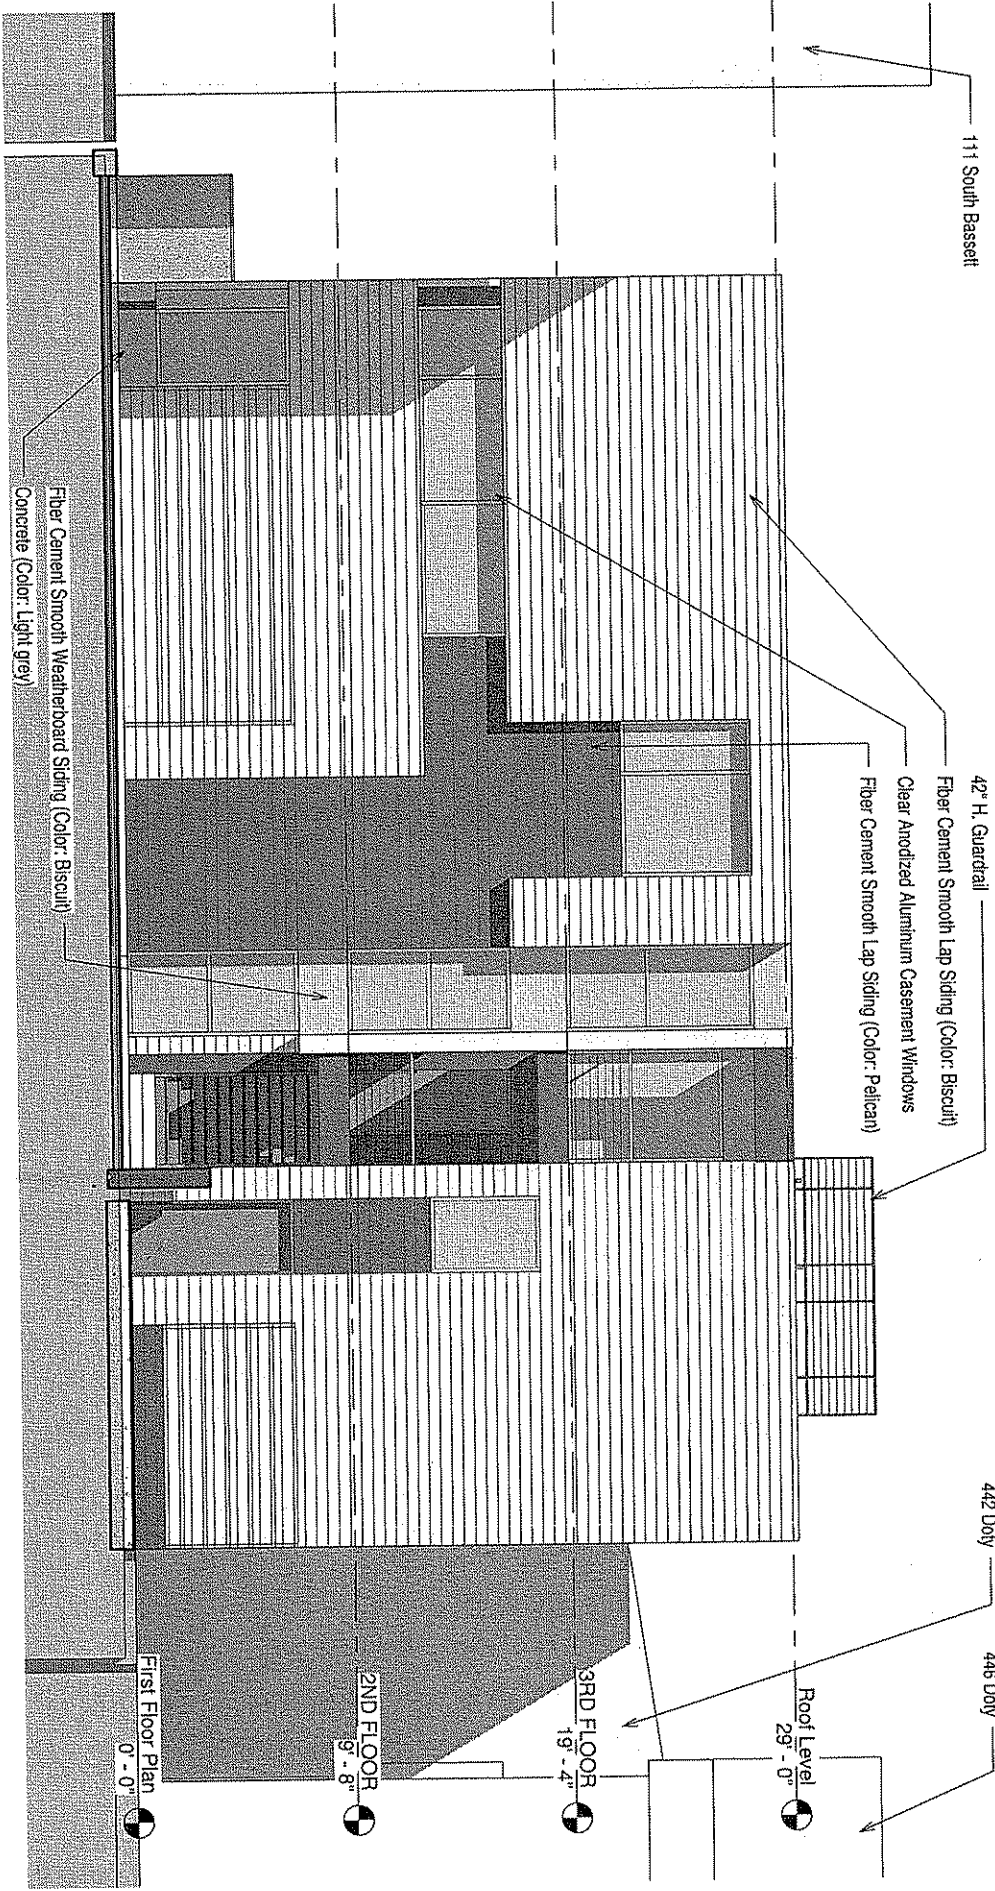 111 South Bassett
42" H. Guardrail
Fiber Cement Smooth Lap Siding (Color: Biscuit)
Clear Anodized Aluminum Casement Windows
Fiber Cement Smooth Lap Siding (Color: Pelican)
442 Doty
446 Doty
Roof Level
29' - 0"
3RD FLOOR
19' - 4"
2ND FLOOR
9' - 8"
First Floor Plan
0' - 0"
Fiber Cement Smooth Weatherboard Siding (Color: Biscuit)
Concrete (Color: Light grey)